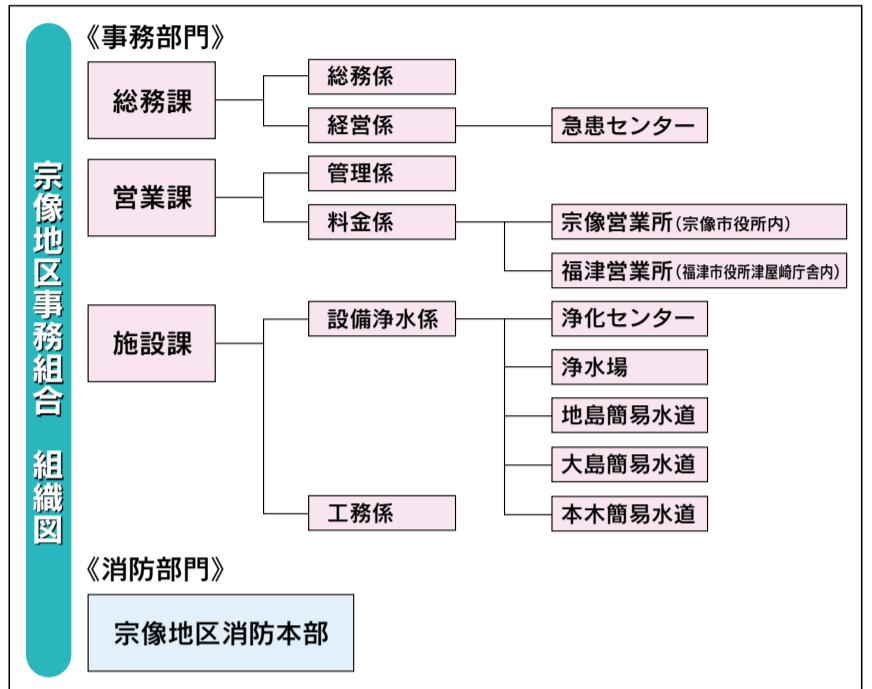 宗像地区事務組合 組織図
《事務部門》
総務課
総務係
経営係
急患センター
営業課
管理係
料金係
宗像営業所(宗像市役所内)
福津営業所(福津市役所津屋崎庁舎内)
施設課
設備浄水係
浄化センター
浄水場
地島簡易水道
大島簡易水道
本木簡易水道
工務係
《消防部門》
宗像地区消防本部